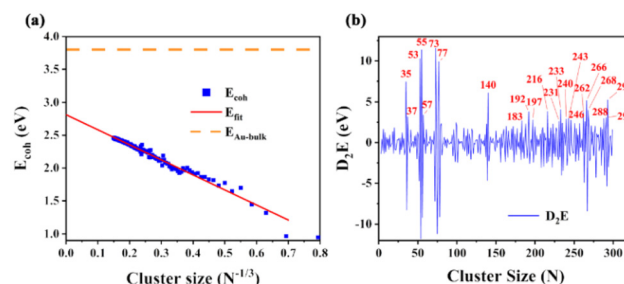 (a)
4.0
3.5
3.0
2.5
2.0
1.5
1.0
E_coh (eV)
E_coh
E_fit
E_Au-bulk
0.0 0.1 0.2 0.3 0.4 0.5 0.6 0.7 0.8
Cluster size (N^-1/3)
(b)
10
5
0
-5
-10
D₂E (eV)
35
37
53
55
57
73
77
140
183
192
197
216
231
233
240
243
246
262
266
268
288
D₂E
0 50 100 150 200 250 300
Cluster Size (N)